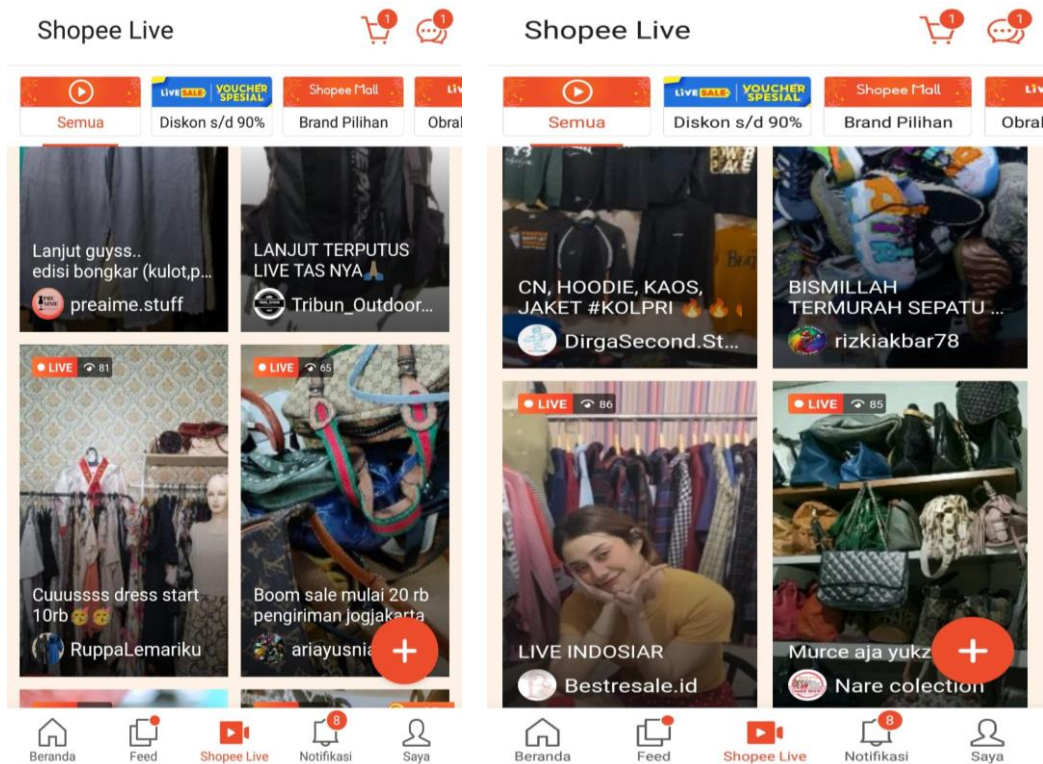 Shopee Live
1
1
LIVE SALE
VOUCHER
SPESIAL
Shopee Mall
Semua
Diskon s/d 90%
Brand Pilihan
Obral
Lanjut guyss..
edisi bongkar (kulot,p...
preaime.stuff
LANJUT TERPUTUS
LIVE TAS NYA🙏🏽
Tribun_Outdoor...
LIVE 81
Cuuussss dress start
10rb🥳🥳
RuppaLemariku
LIVE 65
Boom sale mulai 20 rb
pengiriman jogjakarta
ariayusnia
Beranda
Feed
Shopee Live
8
Notifikasi
Saya
Shopee Live
1
1
LIVE SALE
VOUCHER
SPESIAL
Shopee Mall
Semua
Diskon s/d 90%
Brand Pilihan
Obral
CN, HOODIE, KAOS,
JAKET #KOLPRI 🔥🔥
DirgaSecond.St...
BISMILLAH
TERMURAH SEPATU ...
rizkiakbar78
LIVE 86
LIVE INDOSIAR
Bestresale.id
LIVE 85
Murce aja yukz
Nare colection
Beranda
Feed
Shopee Live
8
Notifikasi
Saya